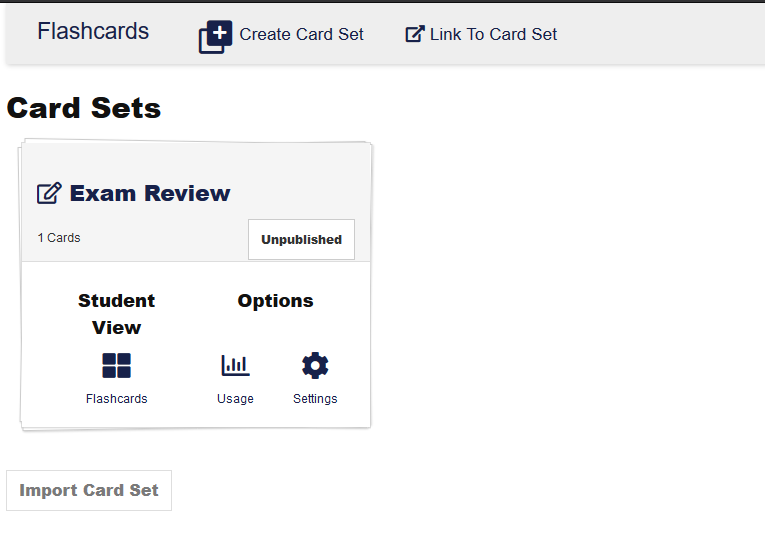 Flashcards
Create Card Set
Link To Card Set
Card Sets
Exam Review
1 Cards
Unpublished
Student
View
Options
Flashcards
Usage
Settings
Import Card Set